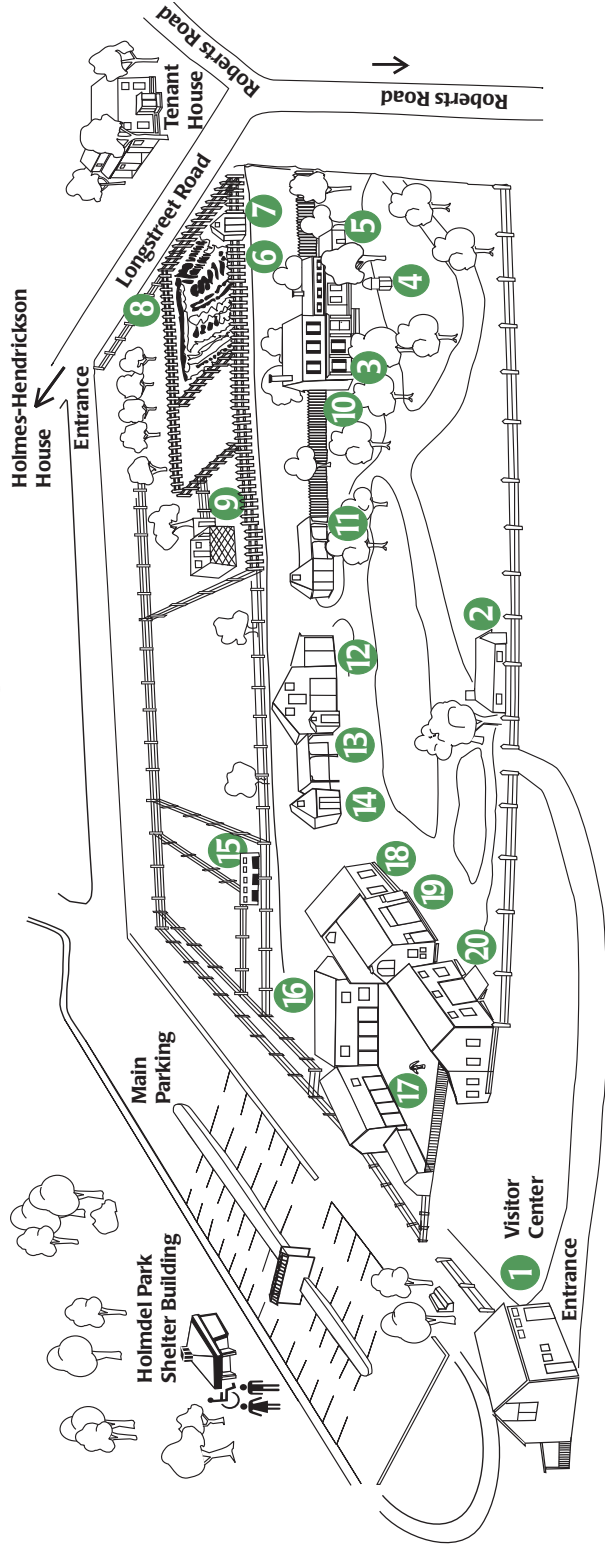 Holmes-Hendrickson
House
Entrance
Longstreet Road
Tenant
House
Roberts Road
Roberts Road
Main
Parking
Holmdel Park
Shelter Building
Visitor
Center
Entrance
1
2
3
4
5
6
7
8
9
10
11
12
13
14
15
16
17
18
19
20